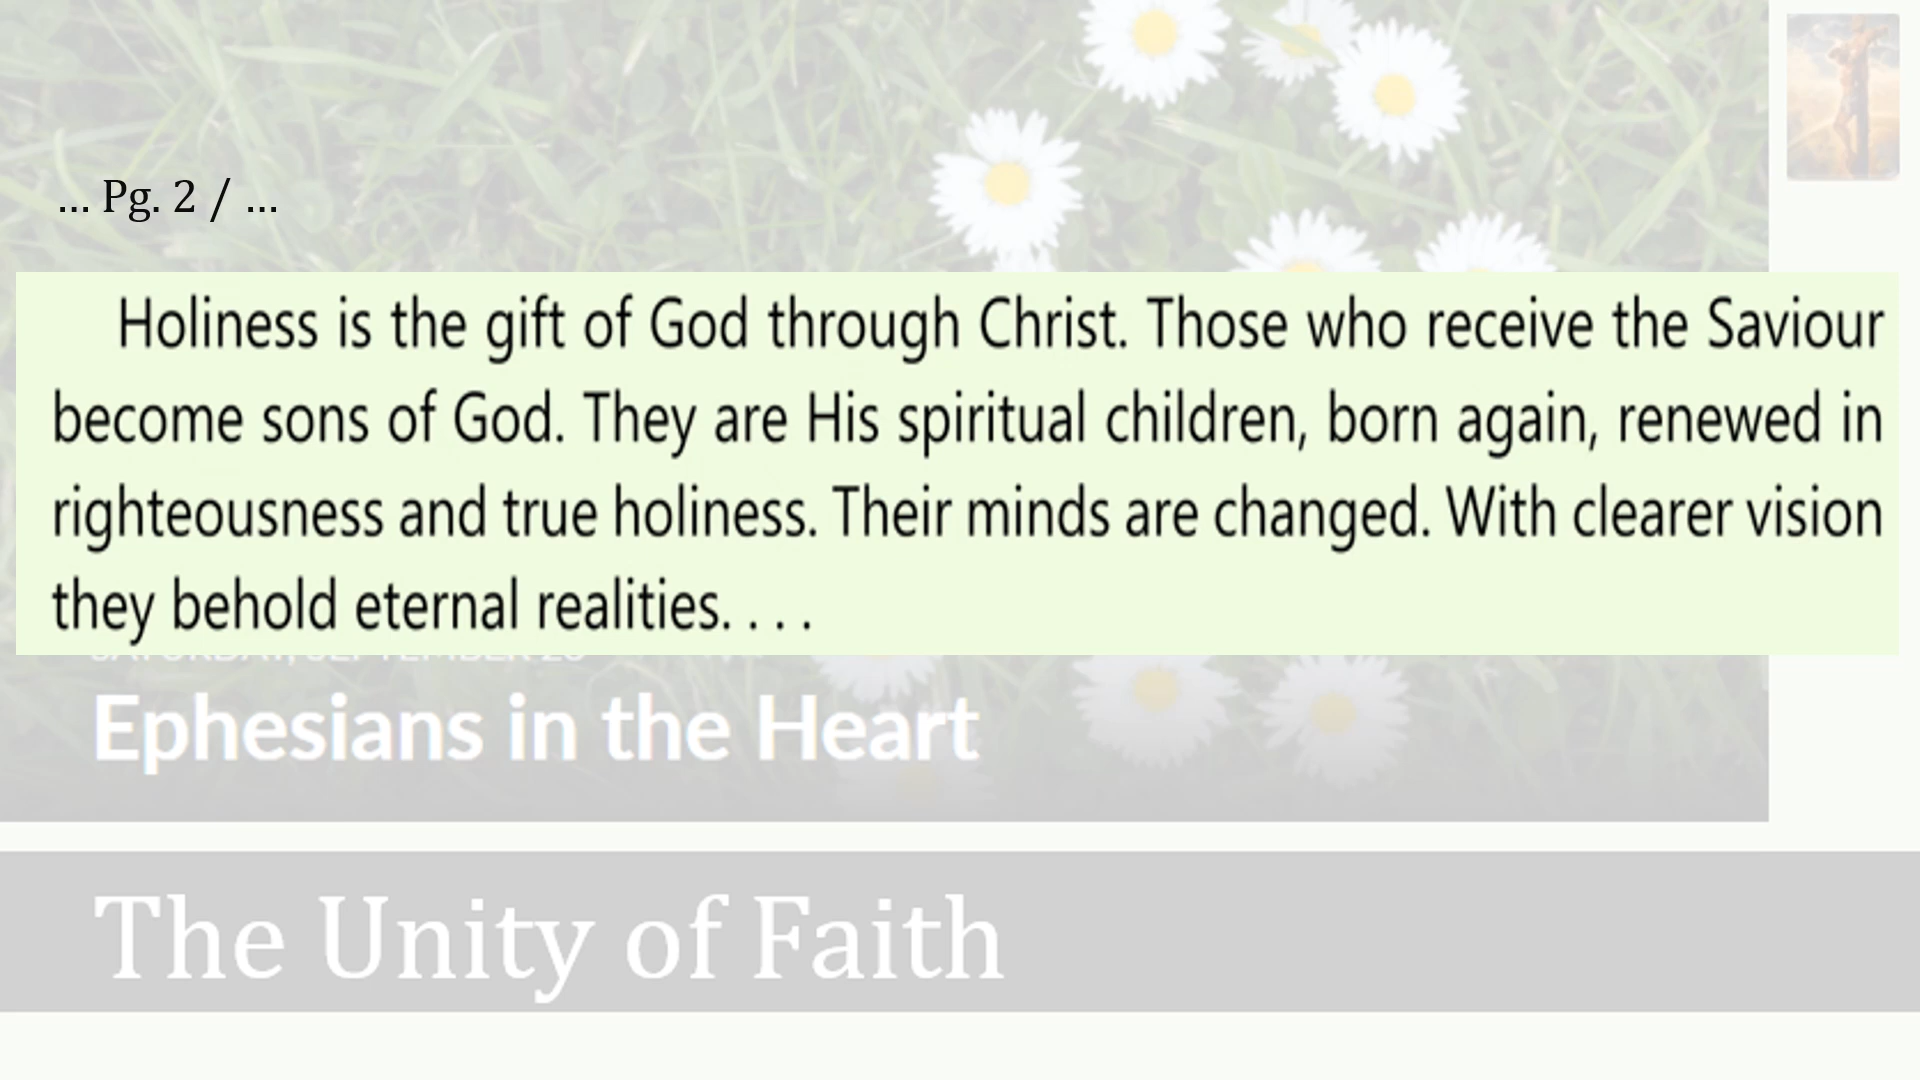 ... Pg. 2 / ...
Holiness is the gift of God through Christ. Those who receive the Saviour
become sons of God. They are His spiritual children, born again, renewed in
righteousness and true holiness. Their minds are changed. With clearer vision
they behold eternal realities. . . .
Ephesians in the Heart
The Unity of Faith